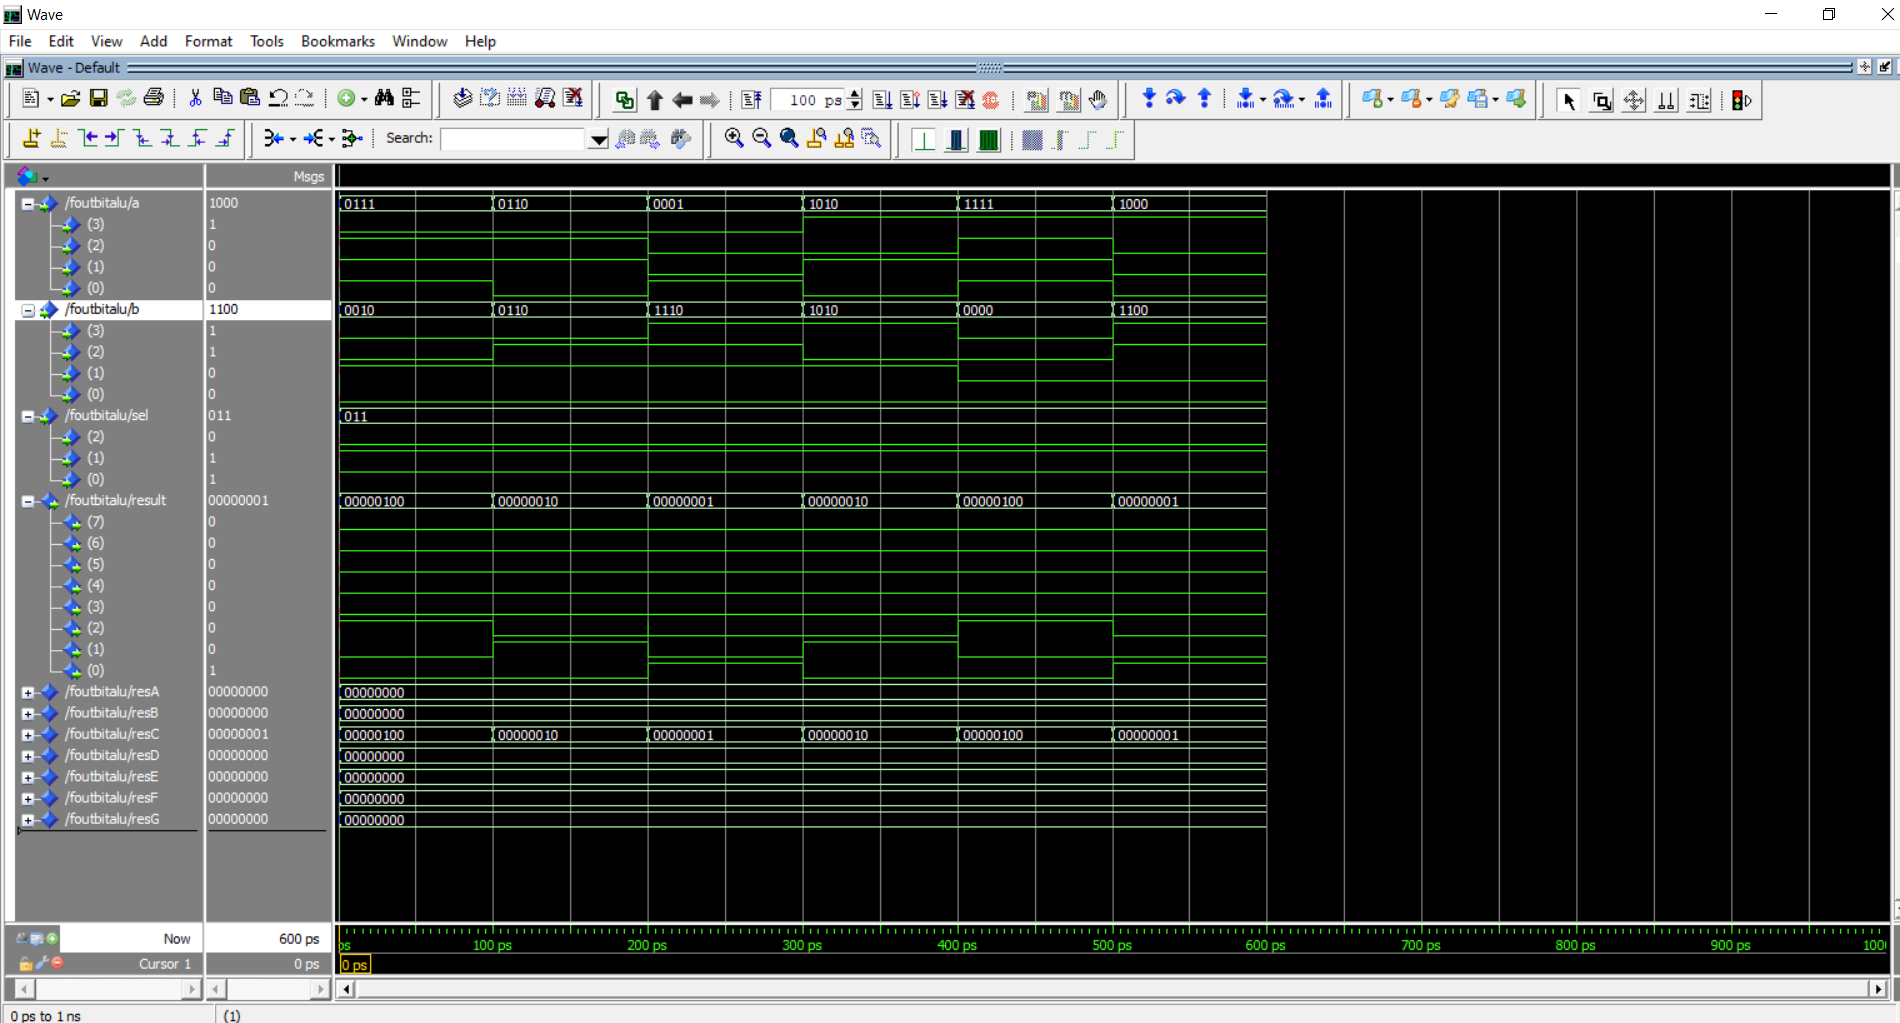 Wave
File Edit View Add Format Tools Bookmarks Window Help
Wave - Default
100 ps
Search:
Msgs
/foutbitalu/a 1000 0111 0110 0001 1010 1111 1000
(3) 1
(2) 0
(1) 0
(0) 0
/foutbitalu/b 1100 0010 0110 1110 1010 0000 1100
(3) 1
(2) 1
(1) 0
(0) 0
/foutbitalu/sel 011 011
(2) 0
(1) 1
(0) 1
/foutbitalu/result 00000001 00000100 00000010 00000001 00000010 00000100 00000001
(7) 0
(6) 0
(5) 0
(4) 0
(3) 0
(2) 0
(1) 0
(0) 1
/foutbitalu/resA 00000000 00000000
/foutbitalu/resB 00000000 00000000
/foutbitalu/resC 00000001 00000100 00000010 00000001 00000010 00000100 00000001
/foutbitalu/resD 00000000 00000000
/foutbitalu/resE 00000000 00000000
/foutbitalu/resF 00000000 00000000
/foutbitalu/resG 00000000 00000000
Now 600 ps ps 100 ps 200 ps 300 ps 400 ps 500 ps 600 ps 700 ps 800 ps 900 ps 100
Cursor 1 0 ps 0 ps
0 ps to 1 ns (1)